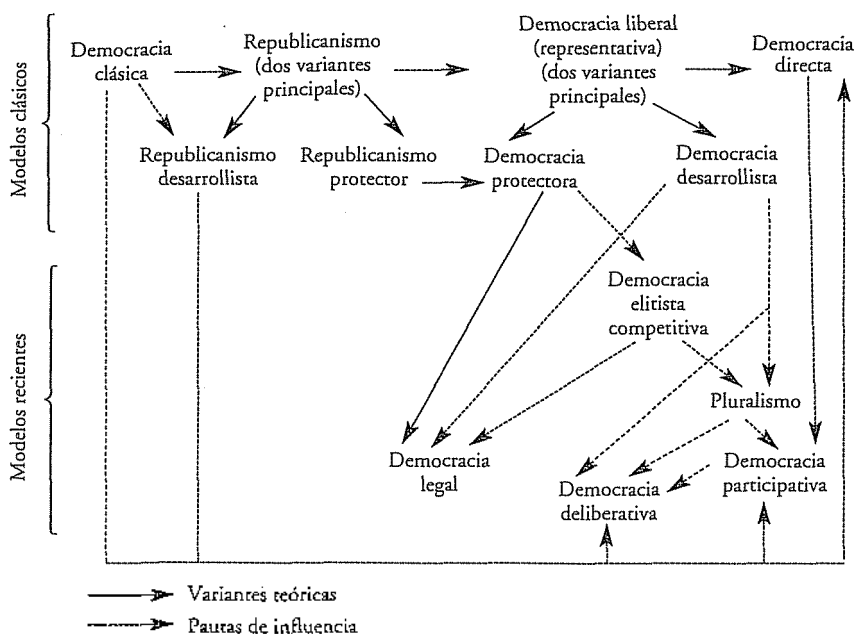 Modelos clásicos
Democracia
clásica
Republicanismo
(dos variantes
principales)
Democracia liberal
(representativa)
(dos variantes
principales)
Democracia
directa
Republicanismo
desarrollista
Republicanismo
protector
Democracia
protectora
Democracia
desarrollista
Modelos recientes
Democracia
elitista
competitiva
Pluralismo
Democracia
legal
Democracia
deliberativa
Democracia
participativa
Variantes teóricas
Pautas de influencia